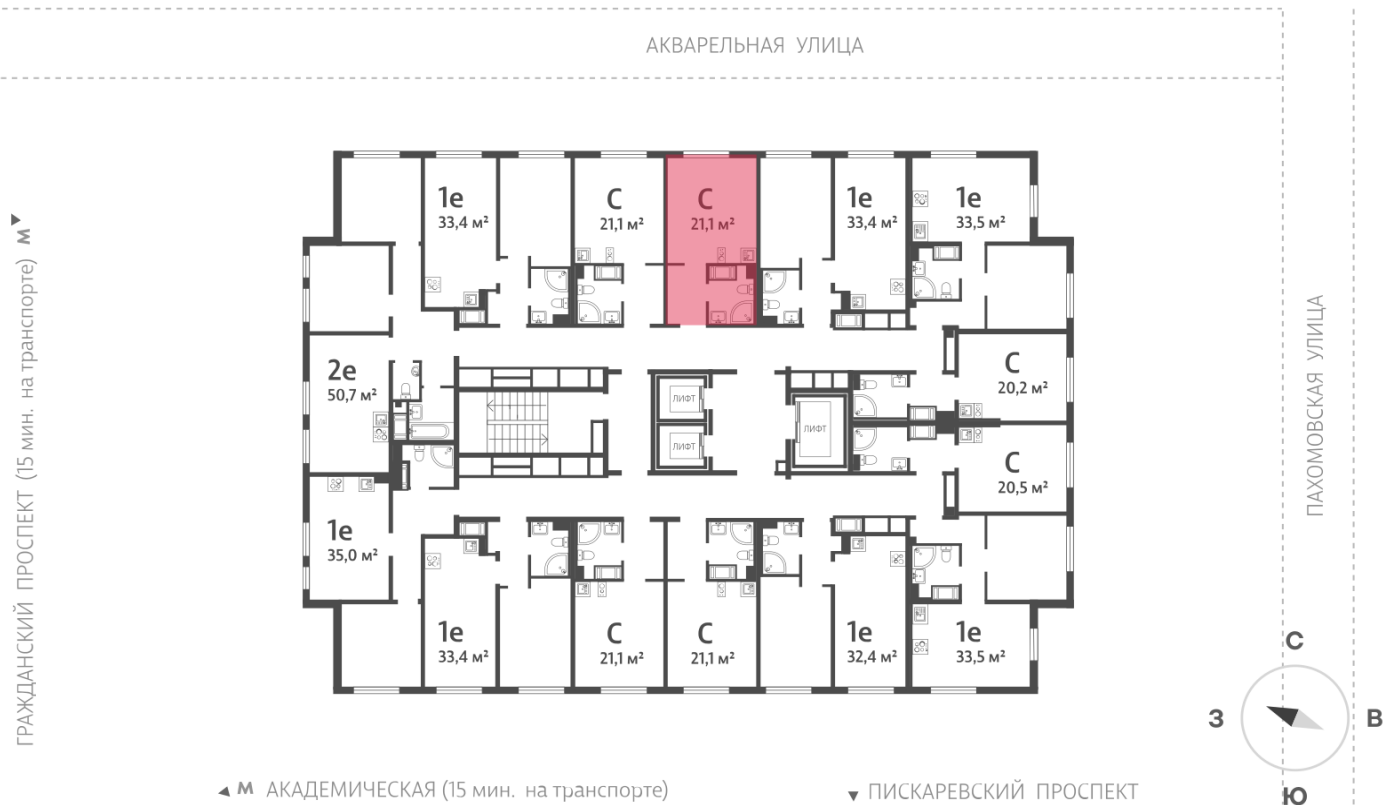 АКВАРЕЛЬНАЯ УЛИЦА
1е
33,4 м²
С
21,1 м²
С
21,1 м²
1е
33,4 м²
1е
33,5 м²
ГРАЖДАНСКИЙ ПРОСПЕКТ (15 мин. на транспорте) М
ПАХОМОВСКАЯ УЛИЦА
2е
50,7 м²
ЛИФТ
ЛИФТ
ЛИФТ
С
20,2 м²
С
20,5 м²
1е
35,0 м²
1е
33,4 м²
С
21,1 м²
С
21,1 м²
1е
32,4 м²
1е
33,5 м²
С
З
В
Ю
М АКАДЕМИЧЕСКАЯ (15 мин. на транспорте)
ПИСКАРЕВСКИЙ ПРОСПЕКТ